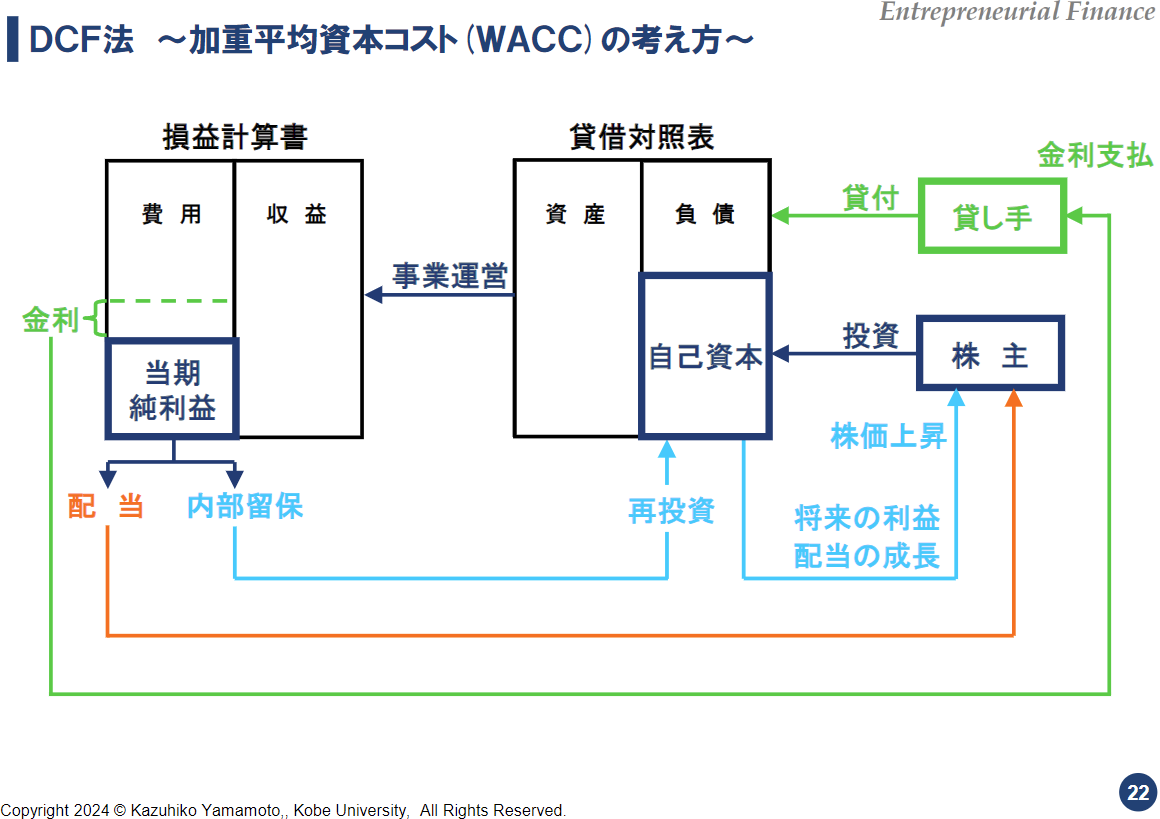 Entrepreneurial Finance
DCF法 ～加重平均資本コスト(WACC)の考え方～
損益計算書
貸借対照表
金利支払
費 用
収 益
資 産
負 債
貸付
貸し手
事業運営
金利
当期
純利益
自己資本
投資
株 主
株価上昇
配 当
内部留保
再投資
将来の利益
配当の成長
22
Copyright 2024 © Kazuhiko Yamamoto,, Kobe University, All Rights Reserved.